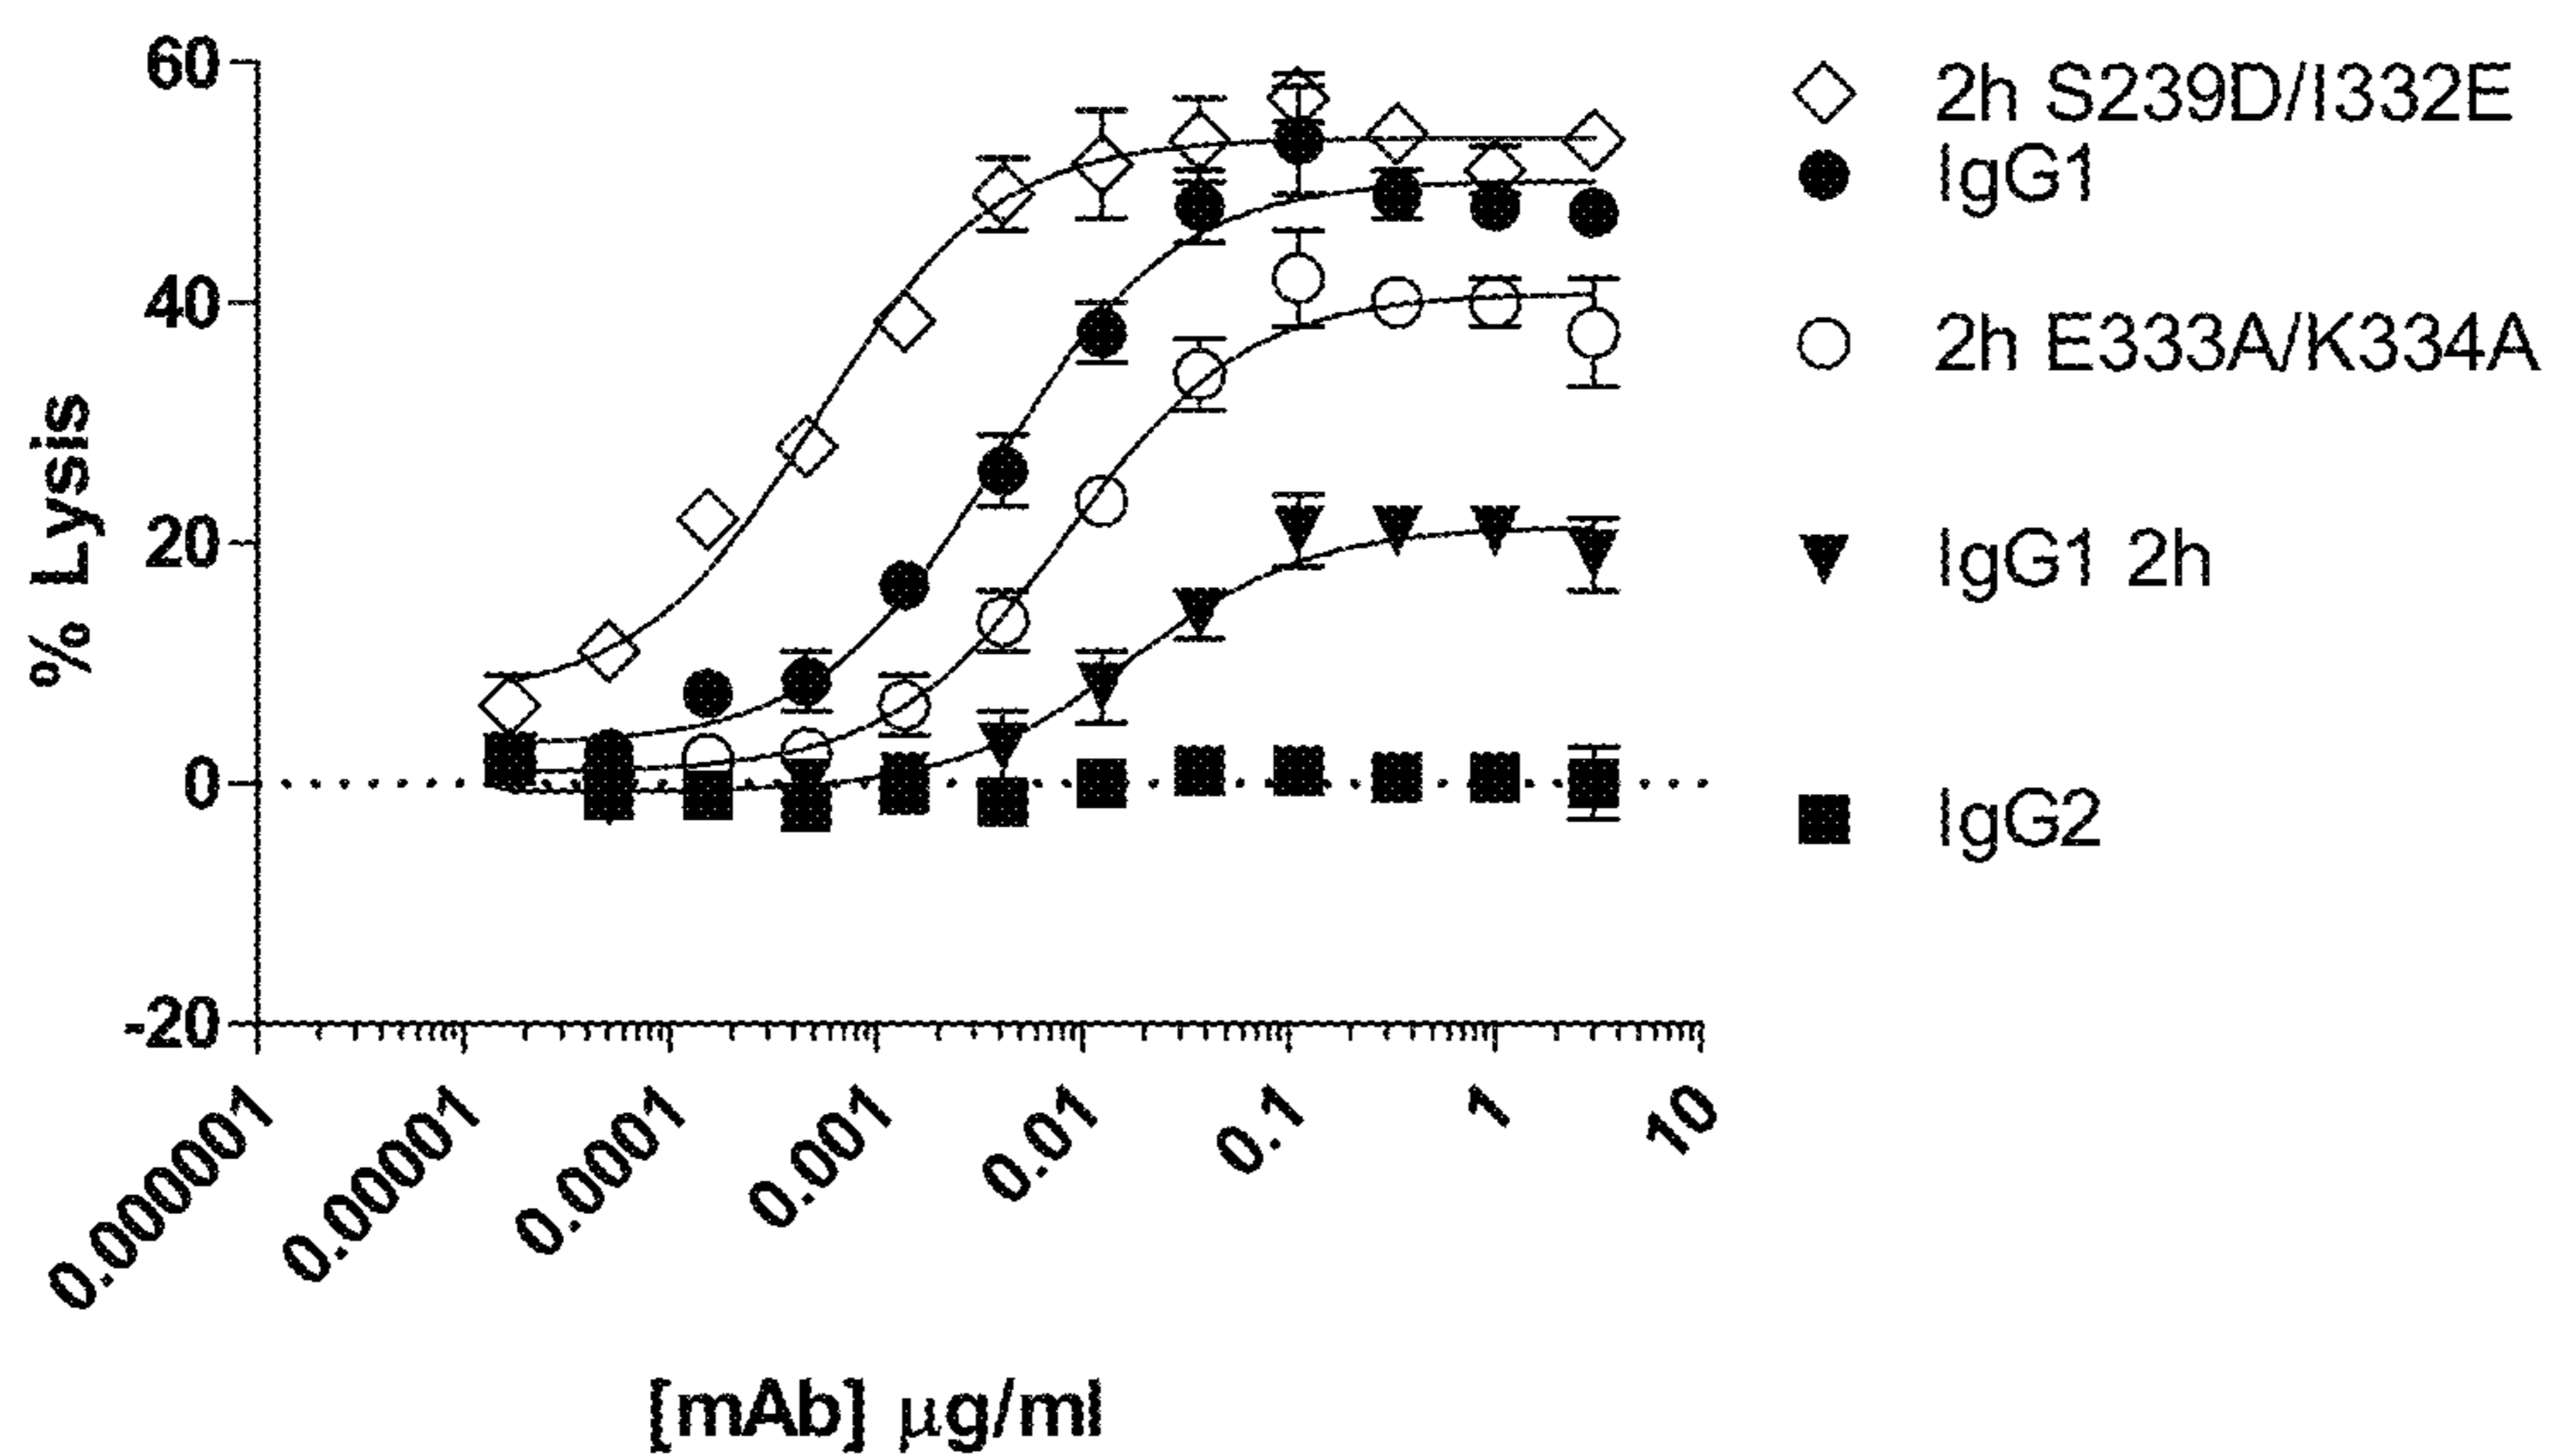 60
40
20
0
-20
% Lysis
0.000001
0.00001
0.0001
0.001
0.01
0.1
1
10
[mAb] μg/ml
2h S239D/I332E
IgG1
2h E333A/K334A
IgG1 2h
IgG2